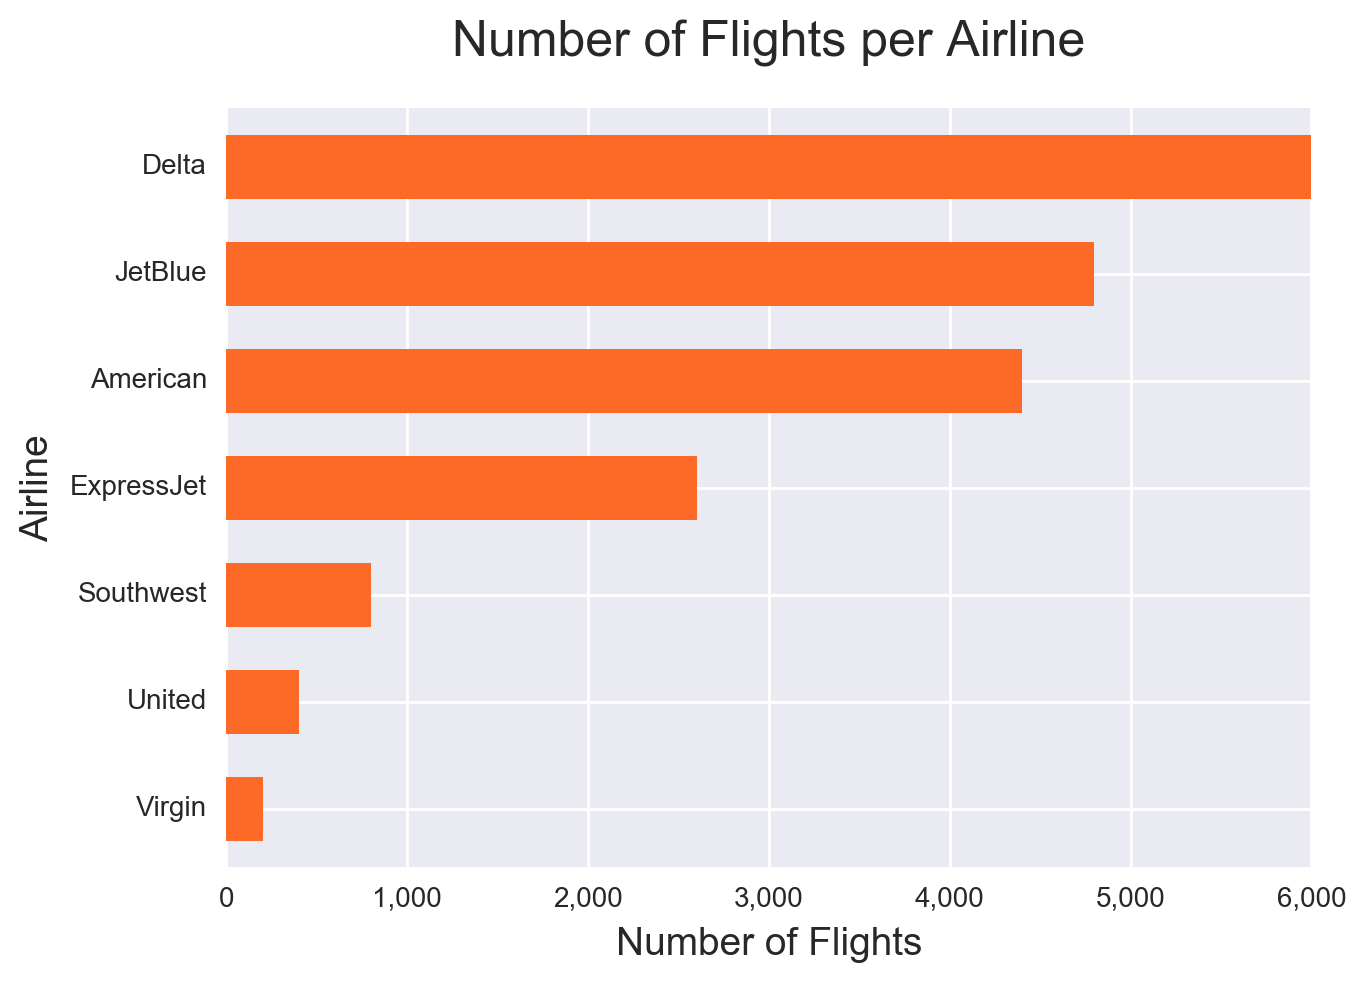 Number of Flights per Airline
Delta
JetBlue
American
ExpressJet
Southwest
United
Virgin
Airline
0 1,000 2,000 3,000 4,000 5,000 6,000
Number of Flights